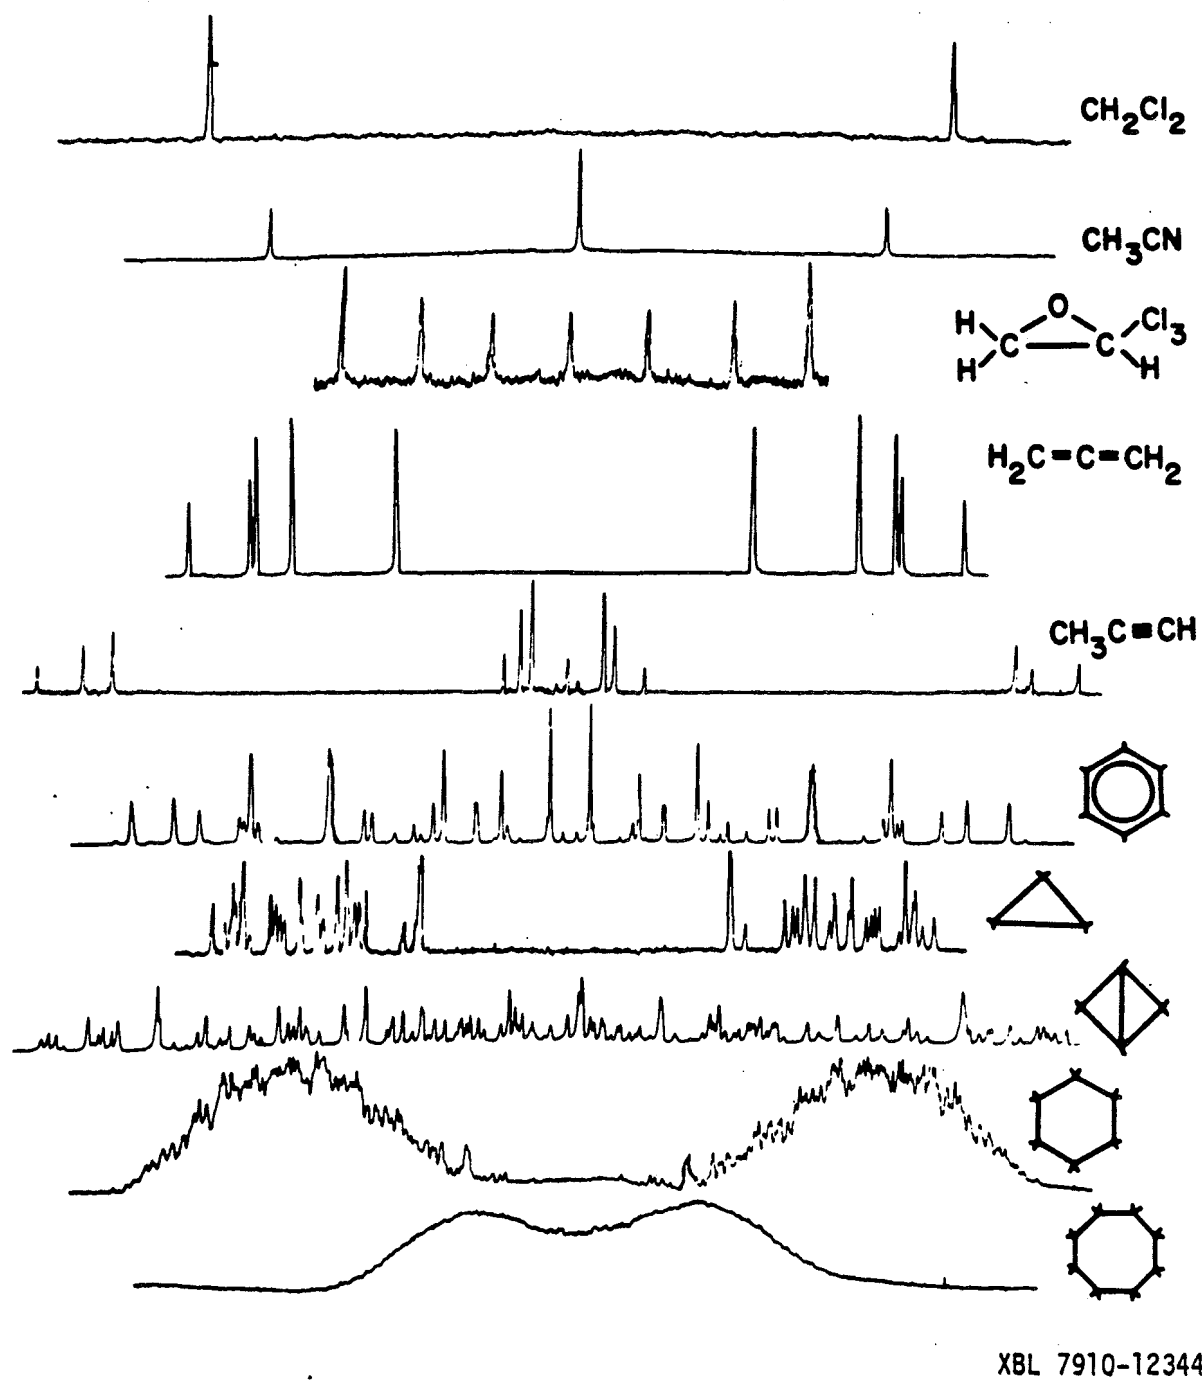 CH2Cl2
CH3CN
O
H Cl3
C C
H H
H2C=C=CH2
CH3C≡CH
XBL 7910-12344